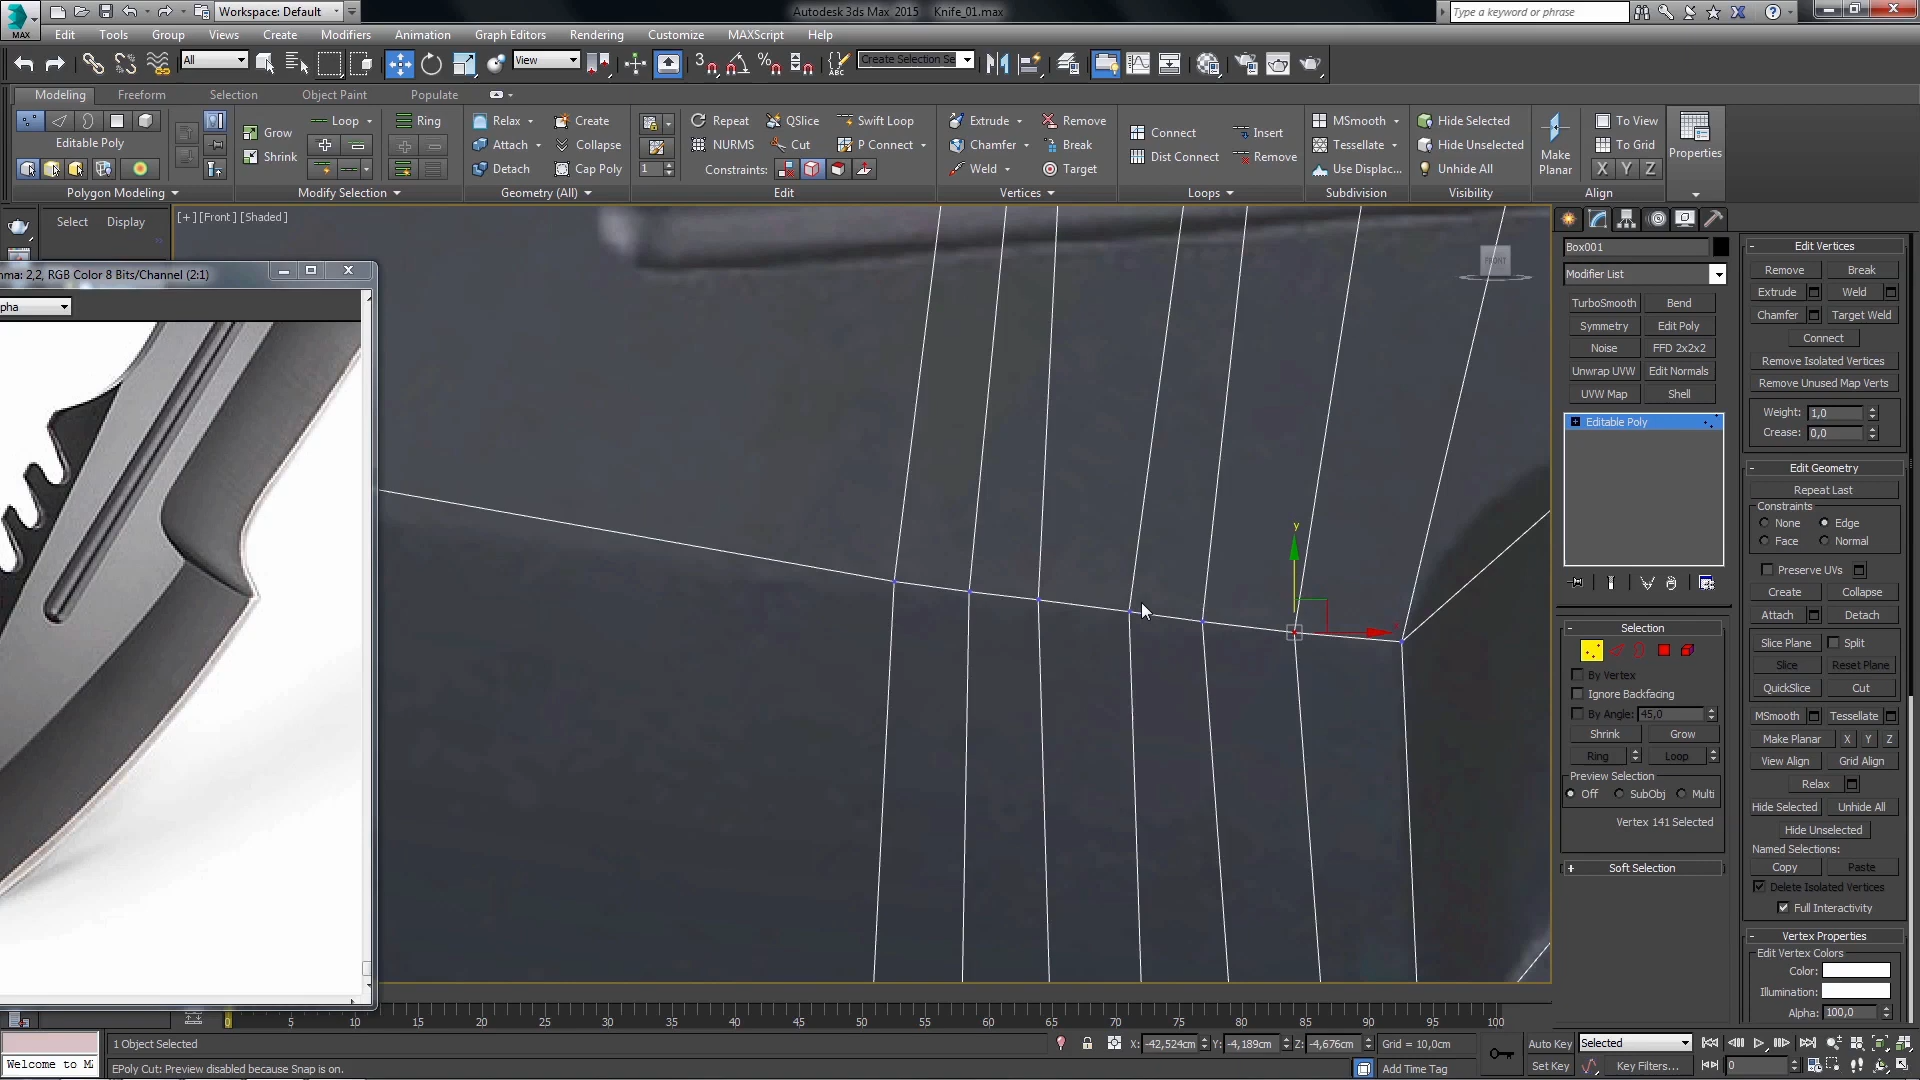 Workspace: Default
Autodesk 3ds Max 2015 Knife_01.max
Type a keyword or phrase
MAX
Edit Tools Group Views Create Modifiers Animation Graph Editors Rendering Customize MAXScript Help
All
View
3
ABC
Create Selection Se
Modeling Freeform Selection Object Paint Populate
Loop Ring Relax Create Repeat QSlice Swift Loop Extrude Remove MSmooth Hide Selected To View
Grow Connect Insert
Editable Poly Attach Collapse NURMS Cut P Connect Chamfer Break Tessellate Hide Unselected To Grid
Shrink Dist Connect Remove Make Planar Properties
Detach Cap Poly 1 Constraints: Weld Target Use Displac... Unhide All X Y Z
Polygon Modeling Modify Selection Geometry (All) Edit Vertices Loops Subdivision Visibility Align
Select Display
[+] [Front] [Shaded]
FRONT
mma: 2,2, RGB Color 8 Bits/Channel (2:1)
pha
y
Box001
Modifier List
TurboSmooth Bend
Symmetry Edit Poly
Noise FFD 2x2x2
Unwrap UVW Edit Normals
UVW Map Shell
Editable Poly
Selection
By Vertex
Ignore Backfacing
By Angle: 45,0
Shrink Grow
Ring Loop
Preview Selection
Off SubObj Multi
Vertex 141 Selected
Soft Selection
Edit Vertices
Remove Break
Extrude Weld
Chamfer Target Weld
Connect
Remove Isolated Vertices
Remove Unused Map Verts
Weight: 1,0
Crease: 0,0
Edit Geometry
Repeat Last
Constraints
None Edge
Face Normal
Preserve UVs
Create Collapse
Attach Detach
Slice Plane Split
Slice Reset Plane
QuickSlice Cut
MSmooth Tessellate
Make Planar X Y Z
View Align Grid Align
Relax
Hide Selected Unhide All
Hide Unselected
Named Selections:
Copy Paste
Delete Isolated Vertices
Full Interactivity
Vertex Properties
Edit Vertex Colors
Color:
Illumination:
Alpha: 100,0
0 5 10 15 20 25 30 35 40 45 50 55 60 65 70 75 80 85 90 95 100
1 Object Selected X: -42,524cm Y: -4,189cm Z: -4,676cm Grid = 10,0cm Auto Key Selected
Welcome to M EPoly Cut: Preview disabled because Snap is on. Add Time Tag Set Key Key Filters... 0